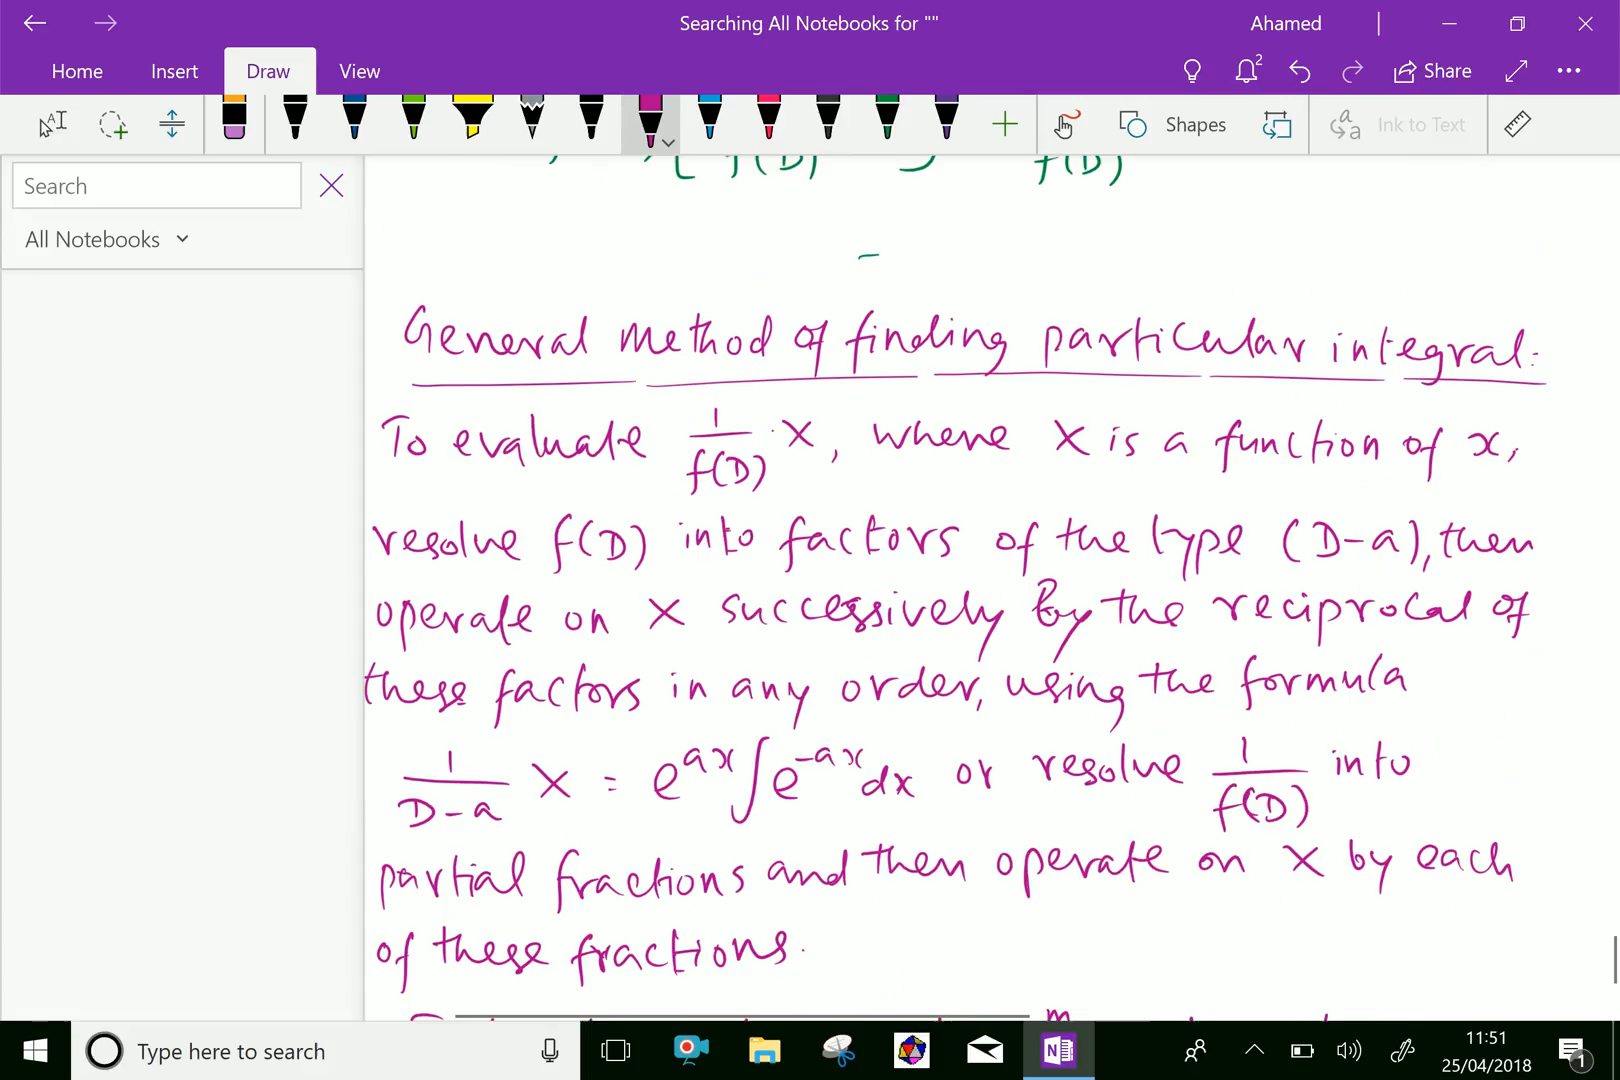 Searching All Notebooks for ""
Ahamed
Home Insert Draw View
2
Share
Shapes
Ink to Text
Search
All Notebooks
f(D) f(D)
General method of finding particular integral:
To evaluate 1/f(D) · X, where X is a function of x,
resolve f(D) into factors of the type (D-a), then
operate on X successively by the reciprocal of
these factors in any order, using the formula
1/D-a X = e^ax ∫ e^-ax dx or resolve 1/f(D) into
partial fractions and then operate on X by each
of these fractions.
m
Type here to search
11:51
25/04/2018
1